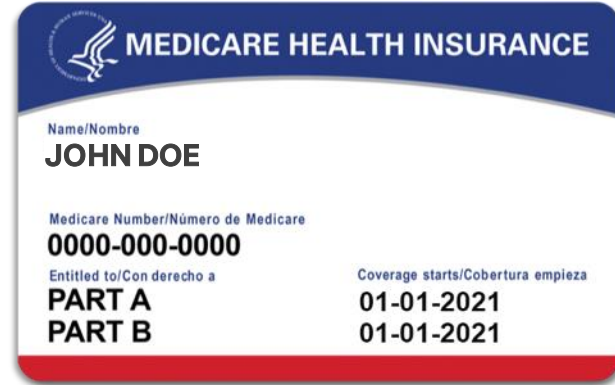 MEDICARE HEALTH INSURANCE
Name/Nombre
JOHN DOE
Medicare Number/Número de Medicare
0000-000-0000
Entitled to/Con derecho a Coverage starts/Cobertura empieza
PART A 01-01-2021
PART B 01-01-2021